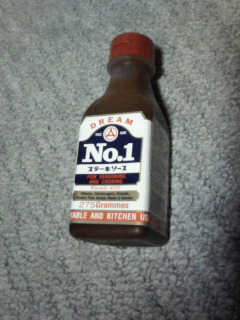 DREAM
No.1
ステーキソース
FOR SEASONING
AND COOKING
275Grammes
TABLE AND KITCHEN U